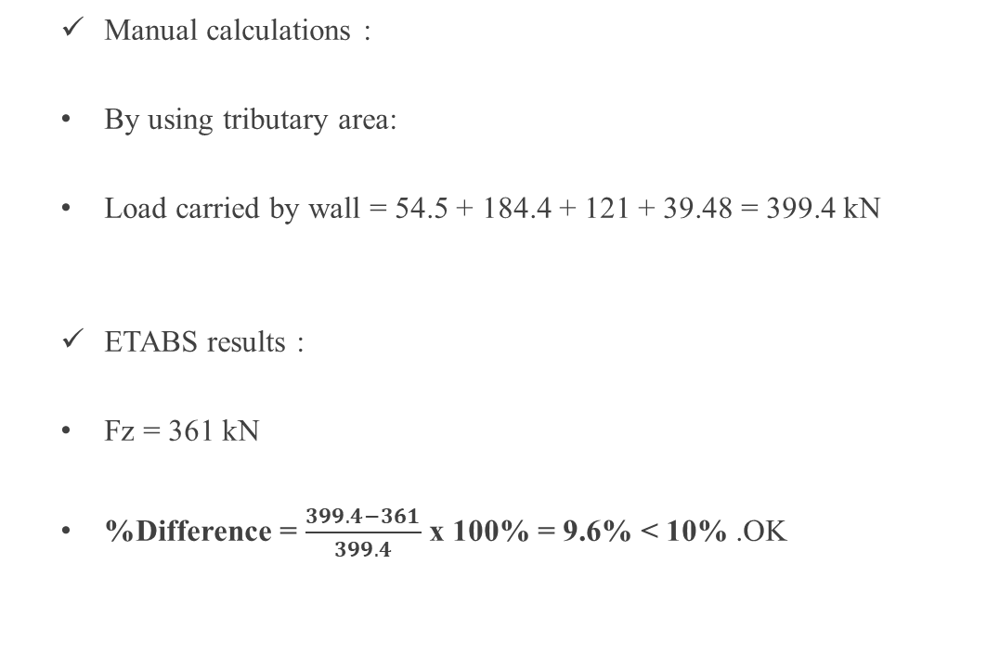 ✓ Manual calculations :
• By using tributary area:
• Load carried by wall = 54.5 + 184.4 + 121 + 39.48 = 399.4 kN
✓ ETABS results :
• Fz = 361 kN
• %Difference = \frac{399.4−361}{399.4} x 100% = 9.6% < 10% .OK